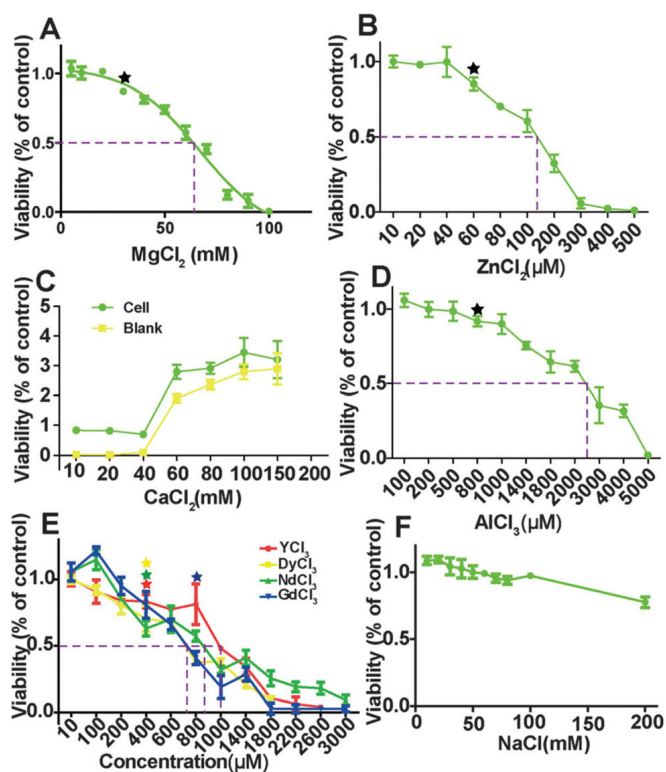 A
Viability (% of control)
1.0
0.5
0.0
0 50 100
MgCl2 (mM)
B
Viability (% of control)
1.0
0.5
0.0
10 20 40 60 80 100 200 300 400 500
ZnCl2(μM)
C
Viability (% of control)
5
4
3
2
1
0
Cell
Blank
10 20 40 60 80 100 150 200
CaCl2(mM)
D
Viability (% of control)
1.0
0.5
0.0
100 200 500 800 1000 1400 1800 2000 3000 4000 5000
AlCl3(μM)
E
Viability (% of control)
1.0
0.5
0.0
YCl3
DyCl3
NdCl3
GdCl3
10 100 200 400 600 800 1000 1400 1800 2200 2600 3000
Concentration(μM)
F
Viability (% of control)
1.0
0.5
0.0
0 50 100 150 200
NaCl(mM)